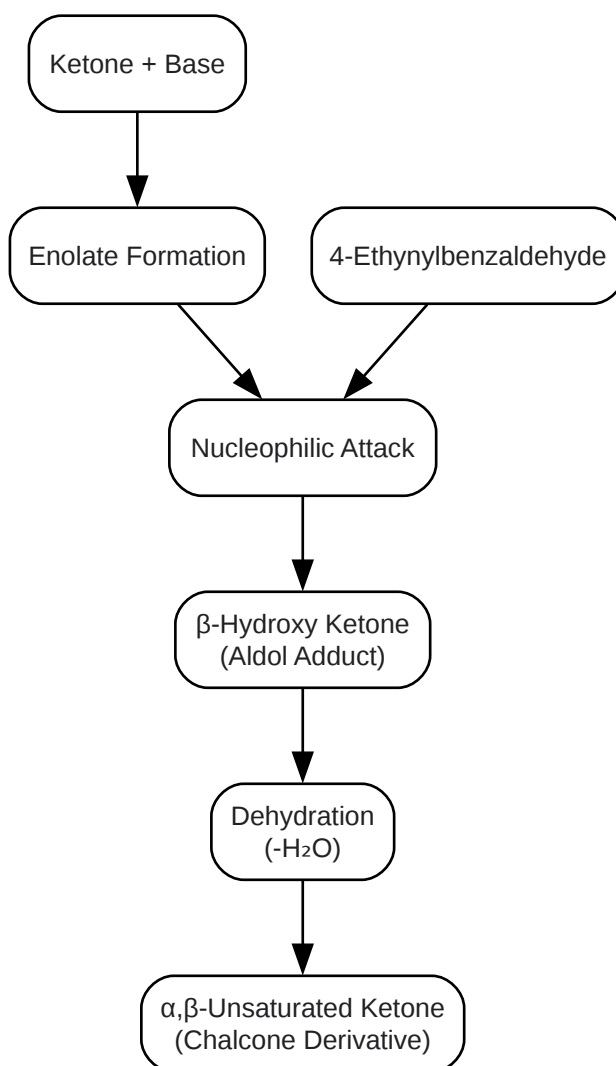 Ketone + Base
Enolate Formation
4-Ethynylbenzaldehyde
Nucleophilic Attack
β-Hydroxy Ketone
(Aldol Adduct)
Dehydration
(-H₂O)
α,β-Unsaturated Ketone
(Chalcone Derivative)